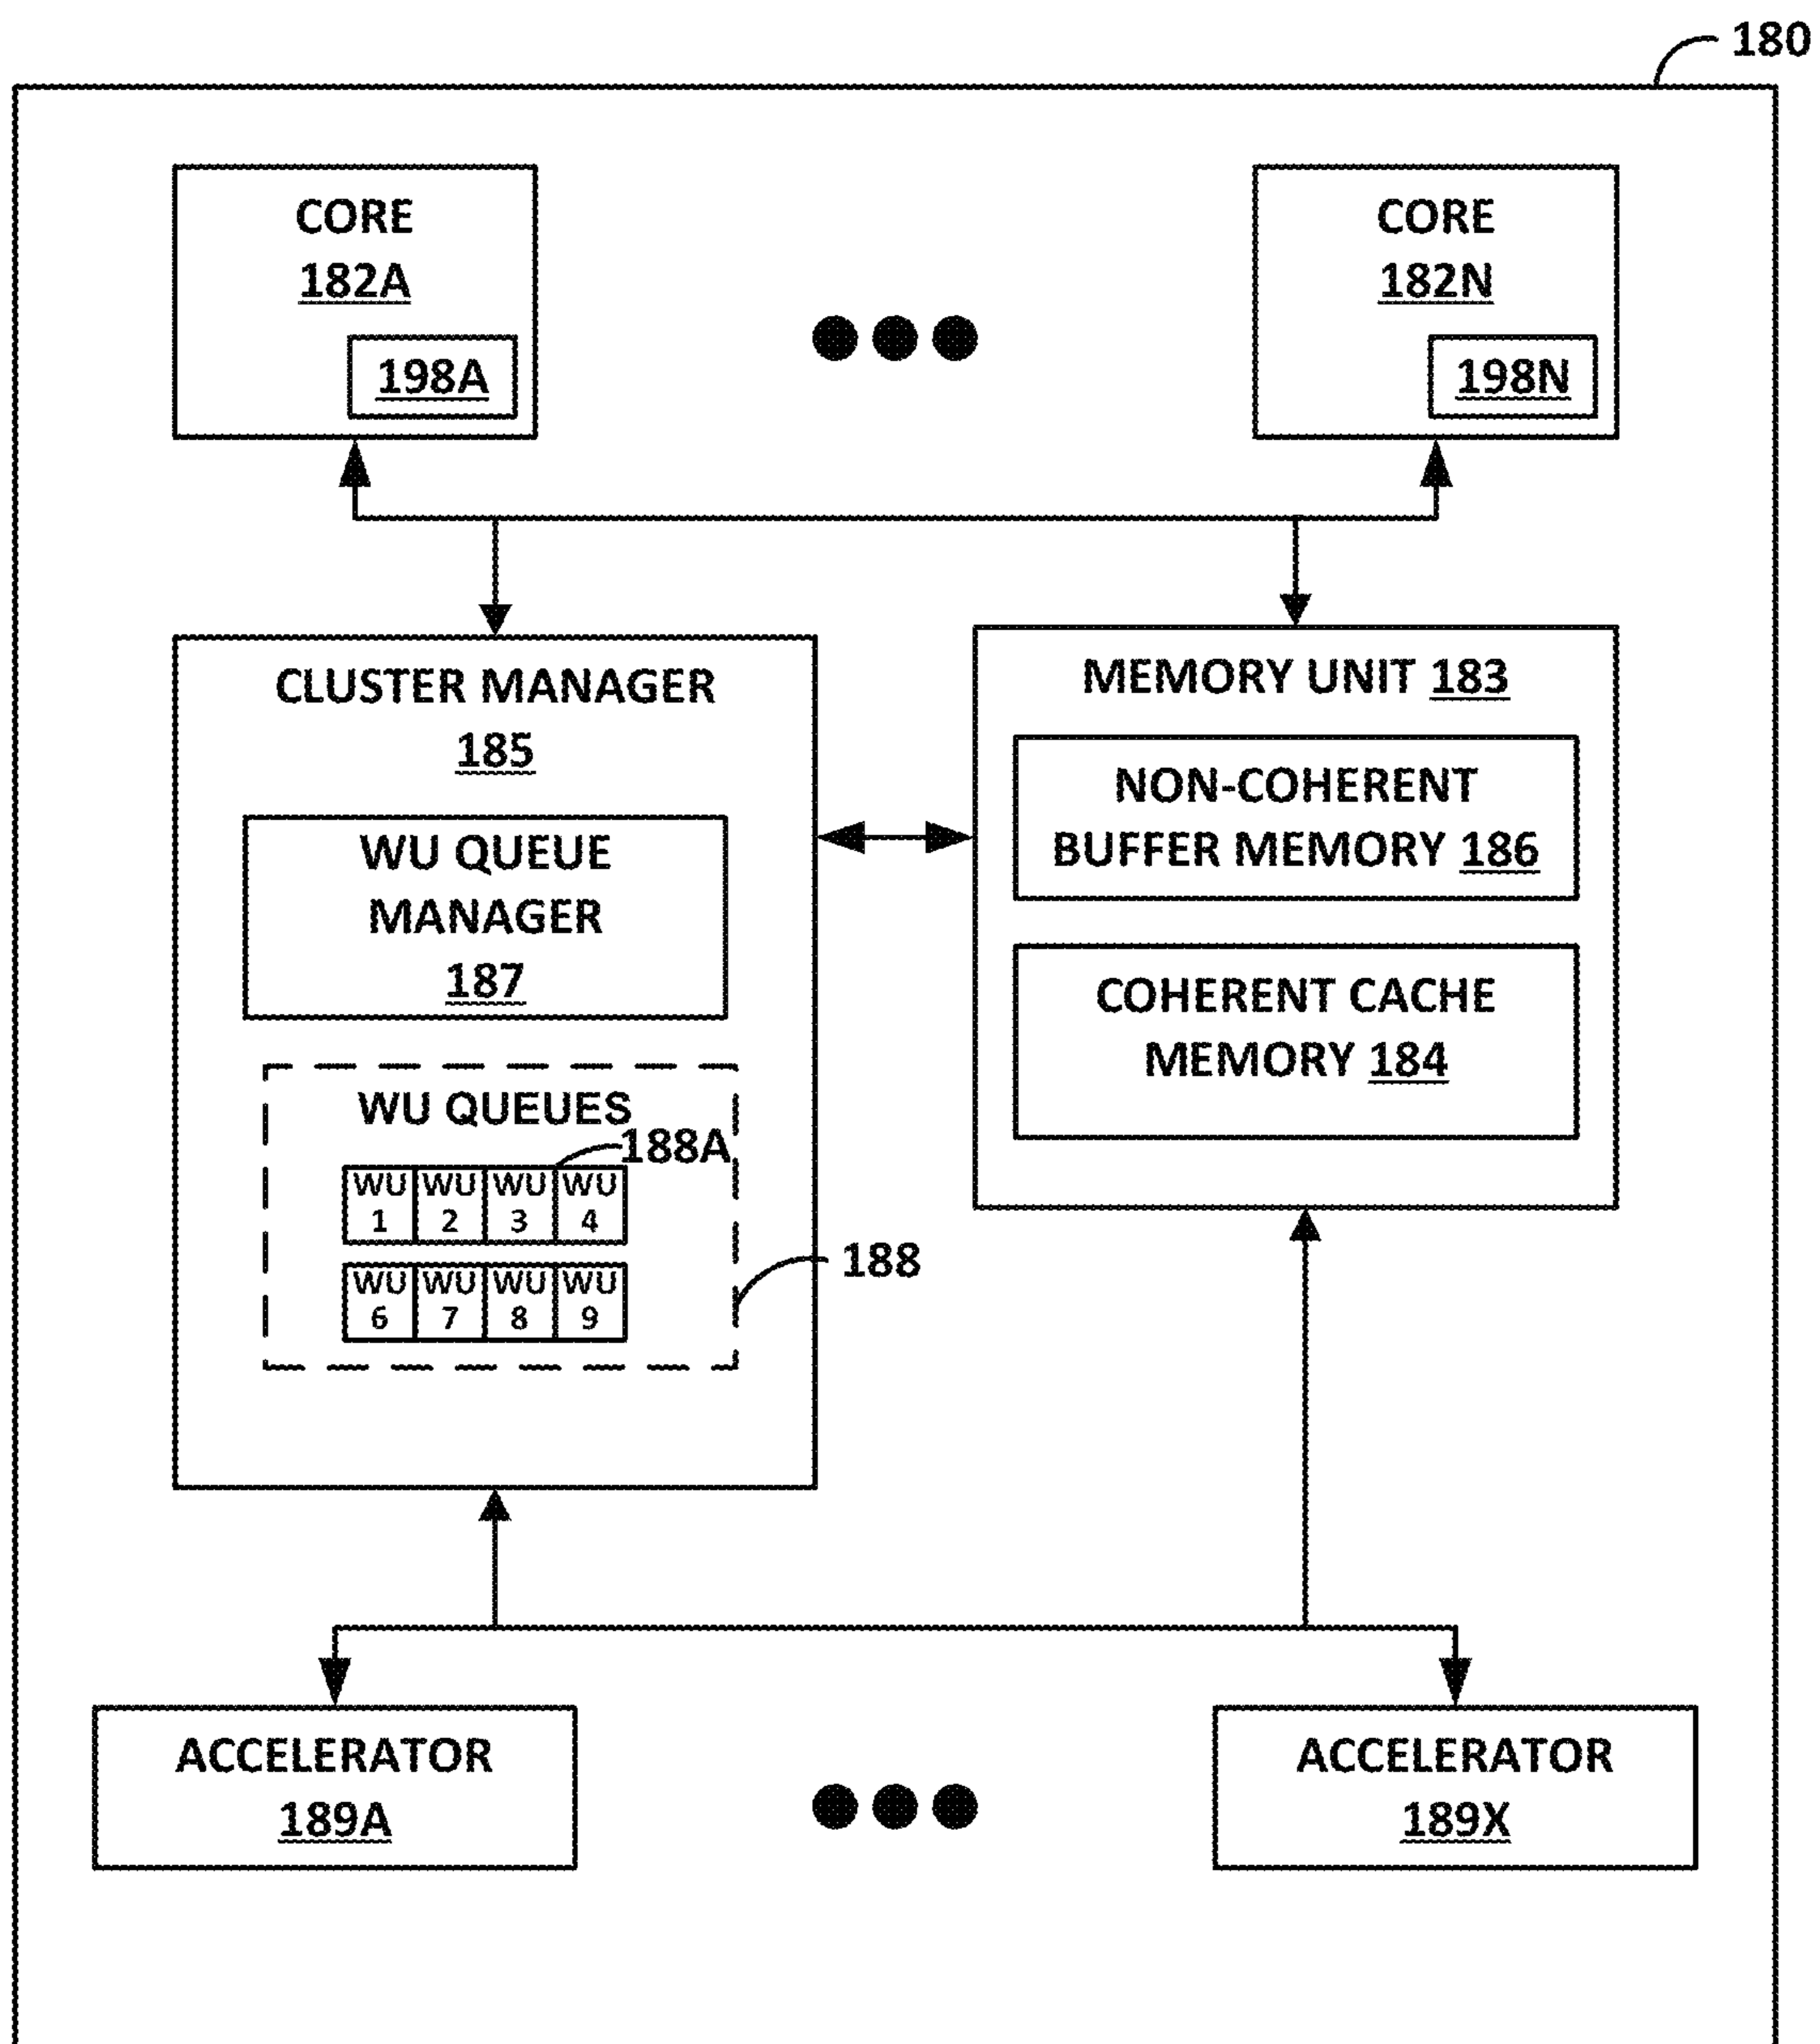 180
CORE
182A
198A
CORE
182N
198N
CLUSTER MANAGER
185
WU QUEUE
MANAGER
187
WU QUEUES
188A
WU WU WU WU
1 2 3 4
WU WU WU WU
6 7 8 9
188
MEMORY UNIT 183
NON-COHERENT
BUFFER MEMORY 186
COHERENT CACHE
MEMORY 184
ACCELERATOR
189A
ACCELERATOR
189X